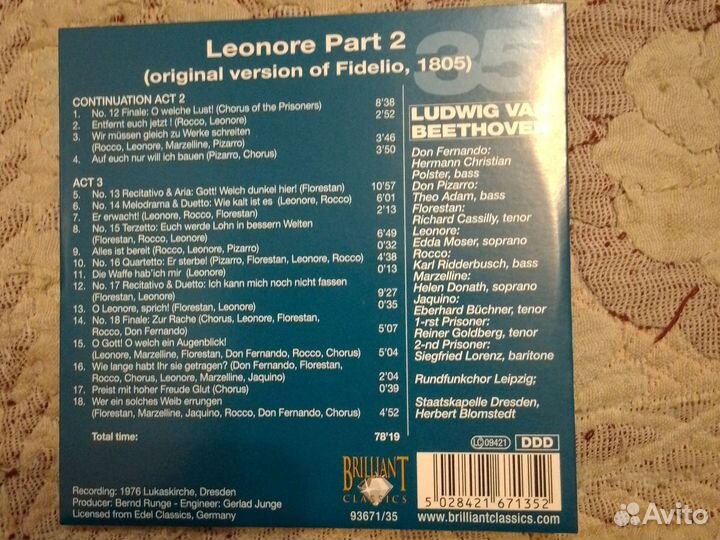 Leonore Part 2
(original version of Fidelio, 1805)
35
CONTINUATION ACT 2
1. No. 12 Finale: O welche Lust! (Chorus of the Prisoners) 8'38
2. Entfernt euch jetzt ! (Rocco, Leonore) 2'52
3. Wir müssen gleich zu Werke schreiten
(Rocco, Leonore, Marzelline, Pizarro) 3'46
4. Auf euch nur will ich bauen (Pizarro, Chorus) 3'50
ACT 3
5. No. 13 Recitativo & Aria: Gott! Welch dunkel hier! (Florestan) 10'57
6. No. 14 Melodrama & Duetto: Wie kalt ist es (Leonore, Rocco) 6'01
7. Er erwacht! (Leonore, Rocco, Florestan) 2'13
8. No. 15 Terzetto: Euch werde Lohn in bessern Welten
(Florestan, Rocco, Leonore) 6'49
9. Alles ist bereit (Rocco, Leonore, Pizarro) 0'32
10. No. 16 Quartetto: Er sterbe! (Pizarro, Florestan, Leonore, Rocco) 4'38
11. Die Waffe hab'ich mir (Leonore) 0'13
12. No. 17 Recitativo & Duetto: Ich kann mich noch nicht fassen
(Florestan, Leonore) 9'27
13. O Leonore, sprich! (Florestan, Leonore) 0'35
14. No. 18 Finale: Zur Rache (Chorus, Leonore, Florestan,
Rocco, Don Fernando) 5'07
15. O Gott! O welch ein Augenblick!
(Leonore, Marzelline, Florestan, Don Fernando, Rocco, Chorus) 5'04
16. Wie lange habt Ihr sie getragen? (Don Fernando, Florestan,
Rocco, Chorus, Leonore, Marzelline, Jaquino) 2'04
17. Preist mit hoher Freude Glut (Chorus) 0'39
18. Wer ein solches Weib errungen
(Florestan, Marzelline, Jaquino, Rocco, Don Fernando, Chorus) 4'52
Total time: 78'19
Recording: 1976 Lukaskirche, Dresden
Producer: Bernd Runge - Engineer: Gerlad Junge
Licensed from Edel Classics, Germany
BRILLIANT
CLASSICS
93671/35
LUDWIG VAN
BEETHOVEN
Don Fernando:
Hermann Christian
Polster, bass
Don Pizarro:
Theo Adam, bass
Florestan:
Richard Cassilly, tenor
Leonore:
Edda Moser, soprano
Rocco:
Karl Ridderbusch, bass
Marzelline:
Helen Donath, soprano
Jaquino:
Eberhard Büchner, tenor
1-rst Prisoner:
Reiner Goldberg, tenor
2-nd Prisoner:
Siegfried Lorenz, baritone
Rundfunkchor Leipzig;
Staatskapelle Dresden,
Herbert Blomstedt
LC 09421
DDD
5 028421 671352
www.brilliantclassics.com
Avito